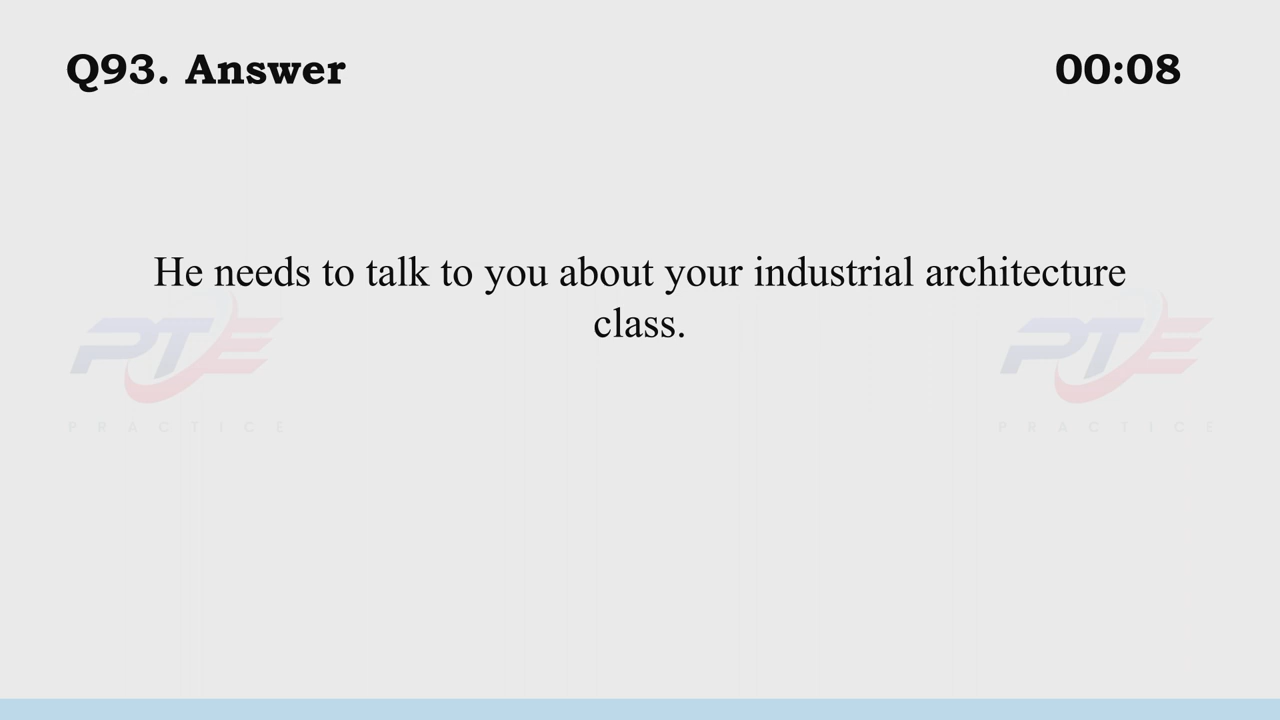 Q93. Answer
00:08
He needs to talk to you about your industrial architecture
class.
PTE
PRACTICE
PTE
PRACTICE